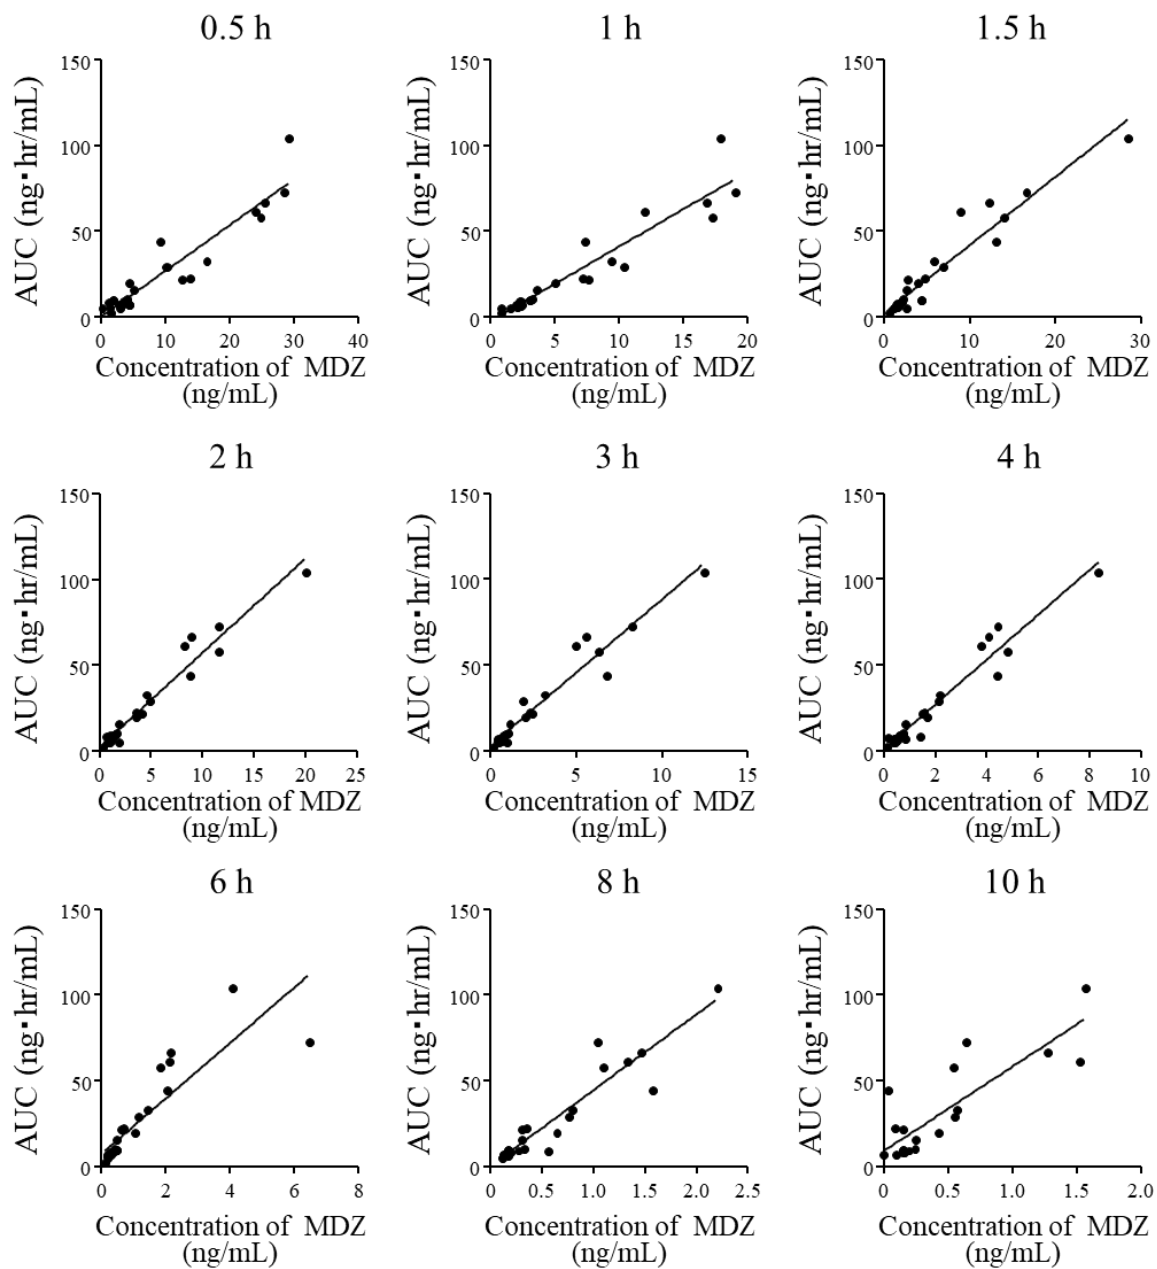 0.5 h
1 h
1.5 h
AUC (ng・hr/mL)
150
100
50
0
0 10 20 30 40
Concentration of MDZ
(ng/mL)
AUC (ng・hr/mL)
150
100
50
0
0 5 10 15 20
Concentration of MDZ
(ng/mL)
AUC (ng・hr/mL)
150
100
50
0
0 10 20 30
Concentration of MDZ
(ng/mL)
2 h
3 h
4 h
AUC (ng・hr/mL)
150
100
50
0
0 5 10 15 20 25
Concentration of MDZ
(ng/mL)
AUC (ng・hr/mL)
150
100
50
0
0 5 10 15
Concentration of MDZ
(ng/mL)
AUC (ng・hr/mL)
150
100
50
0
0 2 4 6 8 10
Concentration of MDZ
(ng/mL)
6 h
8 h
10 h
AUC (ng・hr/mL)
150
100
50
0
0 2 4 6 8
Concentration of MDZ
(ng/mL)
AUC (ng・hr/mL)
150
100
50
0
0 0.5 1.0 1.5 2.0 2.5
Concentration of MDZ
(ng/mL)
AUC (ng・hr/mL)
150
100
50
0
0 0.5 1.0 1.5 2.0
Concentration of MDZ
(ng/mL)